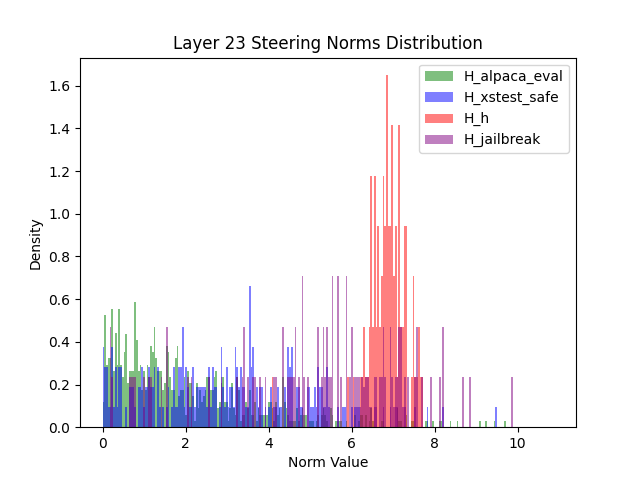 Layer 23 Steering Norms Distribution
H_alpaca_eval
H_xstest_safe
H_h
H_jailbreak
Density
1.6
1.4
1.2
1.0
0.8
0.6
0.4
0.2
0.0
0 2 4 6 8 10
Norm Value